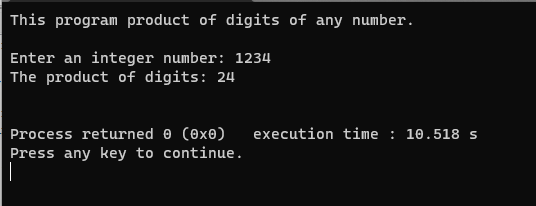 This program product of digits of any number.
Enter an integer number: 1234
The product of digits: 24
Process returned 0 (0x0)   execution time : 10.518 s
Press any key to continue.